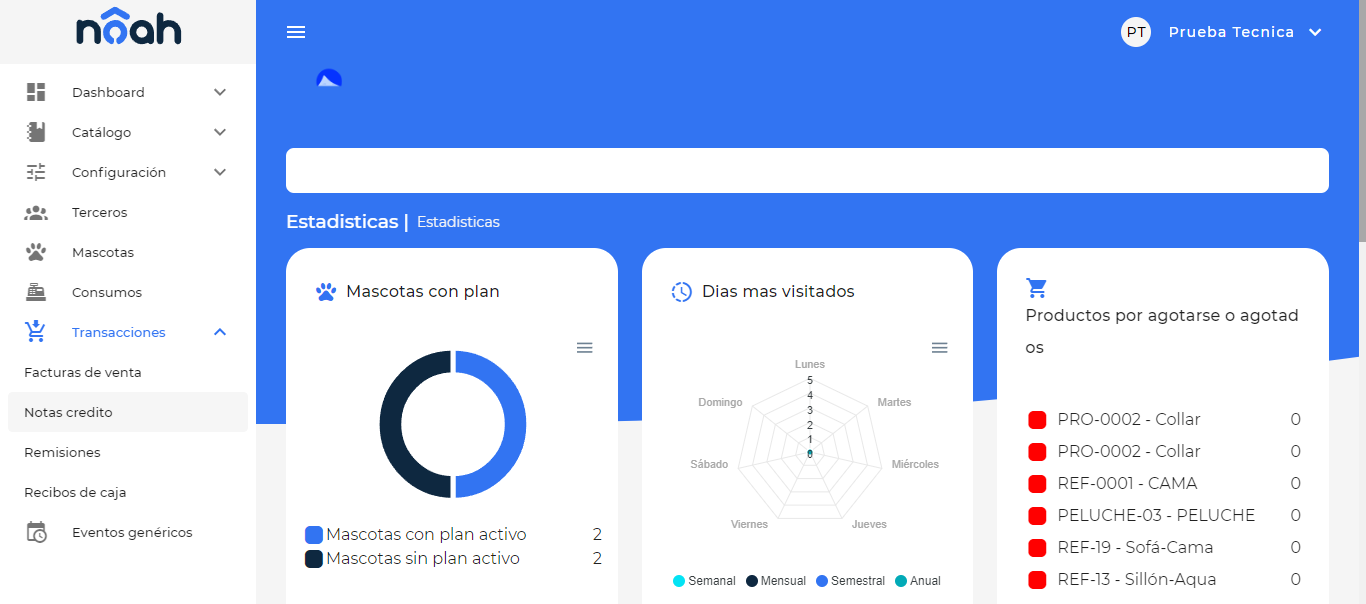 nôah
PT Prueba Tecnica
Dashboard
Catálogo
Configuración
Terceros
Mascotas
Consumos
Transacciones
Facturas de venta
Notas credito
Remisiones
Recibos de caja
Eventos genéricos
Estadisticas | Estadisticas
Mascotas con plan
Mascotas con plan activo 2
Mascotas sin plan activo 2
Dias mas visitados
Lunes
Martes
Miércoles
Jueves
Viernes
Sábado
Domingo
5
4
3
2
1
0
Semanal Mensual Semestral Anual
Productos por agotarse o agotad
os
PRO-0002 - Collar 0
PRO-0002 - Collar 0
REF-0001 - CAMA 0
PELUCHE-03 - PELUCHE 0
REF-19 - Sofá-Cama 0
REF-13 - Sillón-Aqua 0